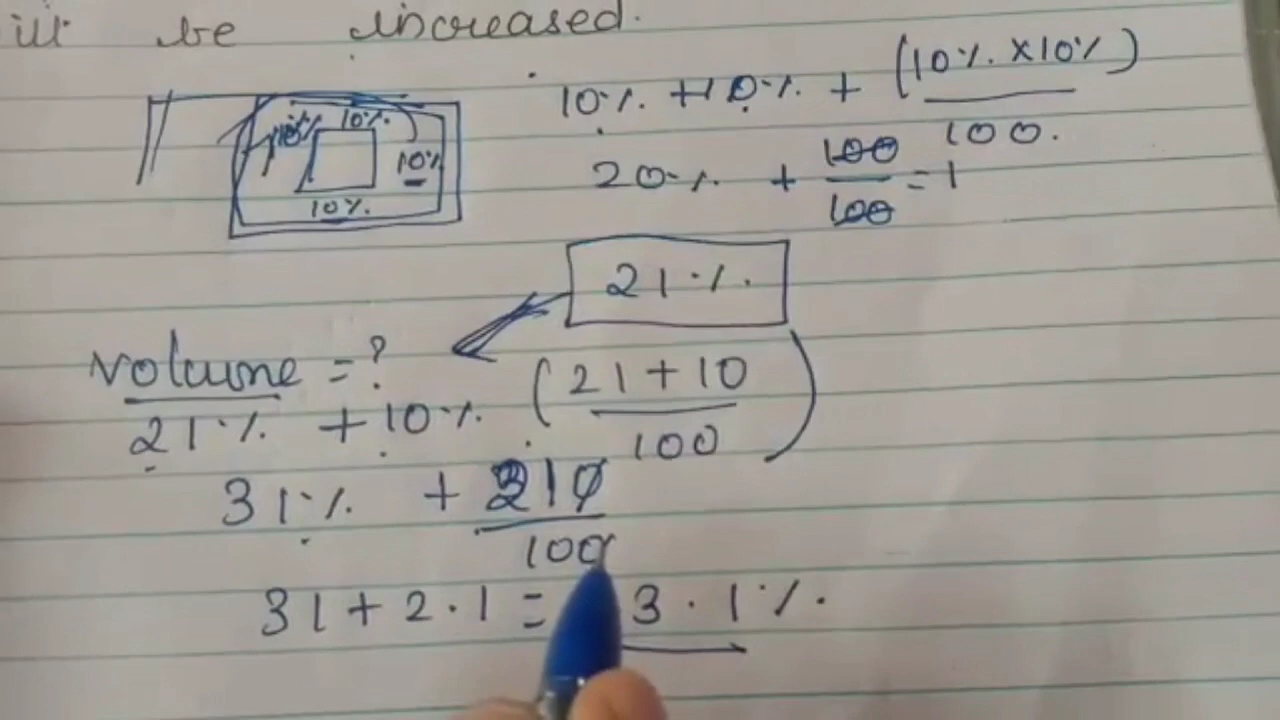 be increased.
10% 10%
10%
10%
10% + 10% + (10% × 10%)
100.
20% + 100/100 = 1
21%.
Volume = ?
21% + 10% (21 + 10
100)
31% + 210
100
31 + 2.1 = 3.1%.